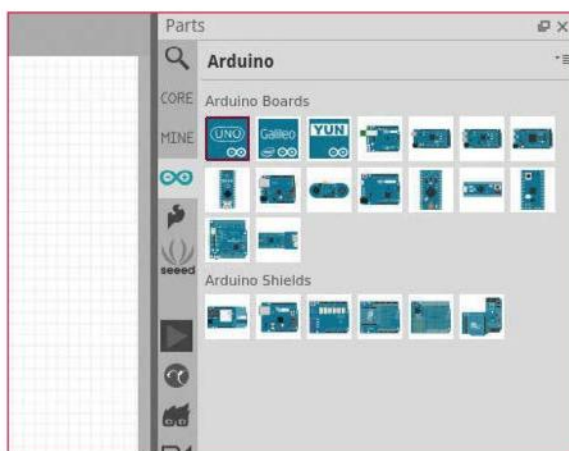 Parts
Arduino
CORE
Arduino Boards
MINE
UNO
Galileo
YUN
seeed
Arduino Shields